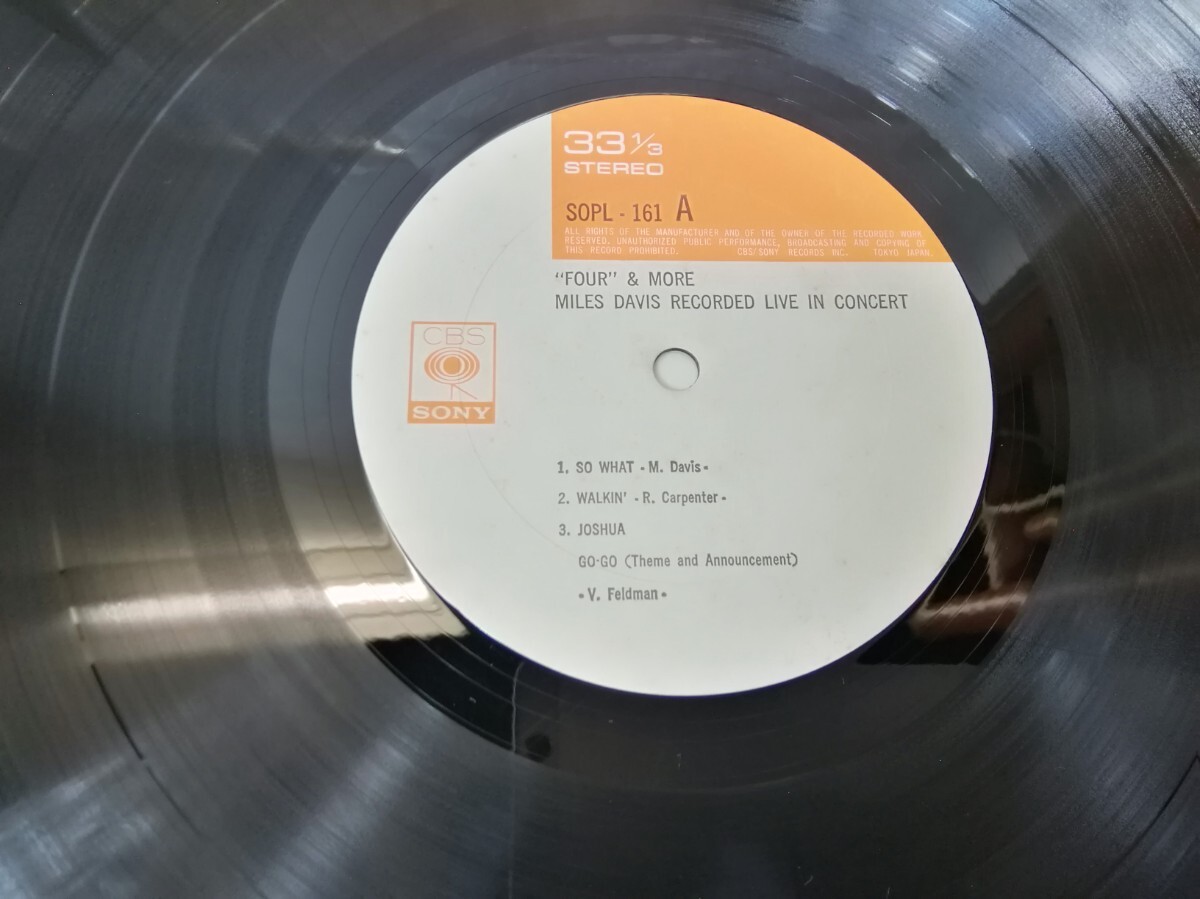 33 1/3
STEREO
SOPL - 161 A
ALL RIGHTS OF THE MANUFACTURER AND OF THE OWNER OF THE RECORDED WORK
RESERVED. UNAUTHORIZED PUBLIC PERFORMANCE, BROADCASTING AND COPYING OF
THIS RECORD PROHIBITED. CBS/SONY RECORDS INC. TOKYO JAPAN.
"FOUR" & MORE
MILES DAVIS RECORDED LIVE IN CONCERT
CBS
SONY
1. SO WHAT - M. Davis -
2. WALKIN' - R. Carpenter -
3. JOSHUA
GO-GO (Theme and Announcement)
- V. Feldman -